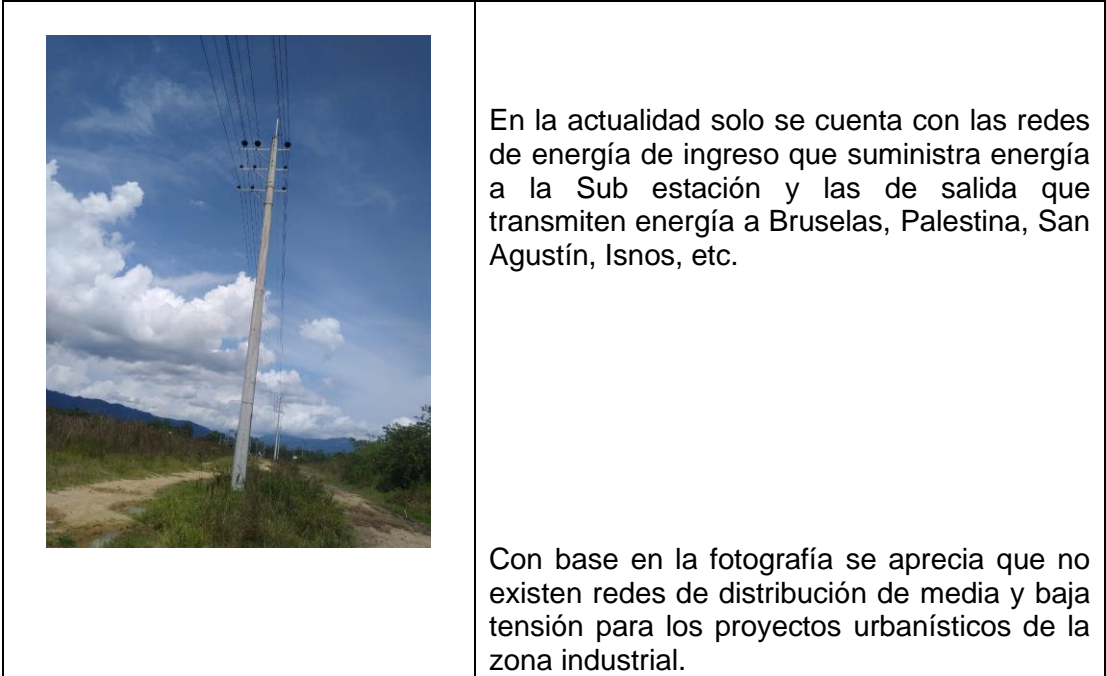 En la actualidad solo se cuenta con las redes
de energía de ingreso que suministra energía
a la Sub estación y las de salida que
transmiten energía a Bruselas, Palestina, San
Agustín, Isnos, etc.
Con base en la fotografía se aprecia que no
existen redes de distribución de media y baja
tensión para los proyectos urbanísticos de la
zona industrial.